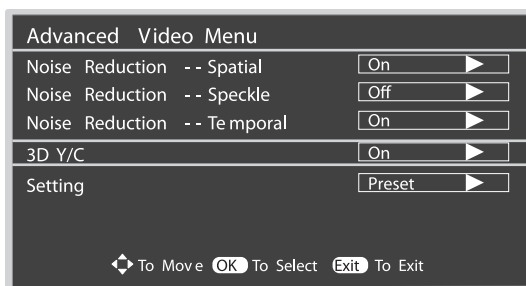 Advanced Video Menu
Noise Reduction -- Spatial On
Noise Reduction -- Speckle Off
Noise Reduction -- Temporal On
3D Y/C On
Setting Preset
To Move OK To Select Exit To Exit